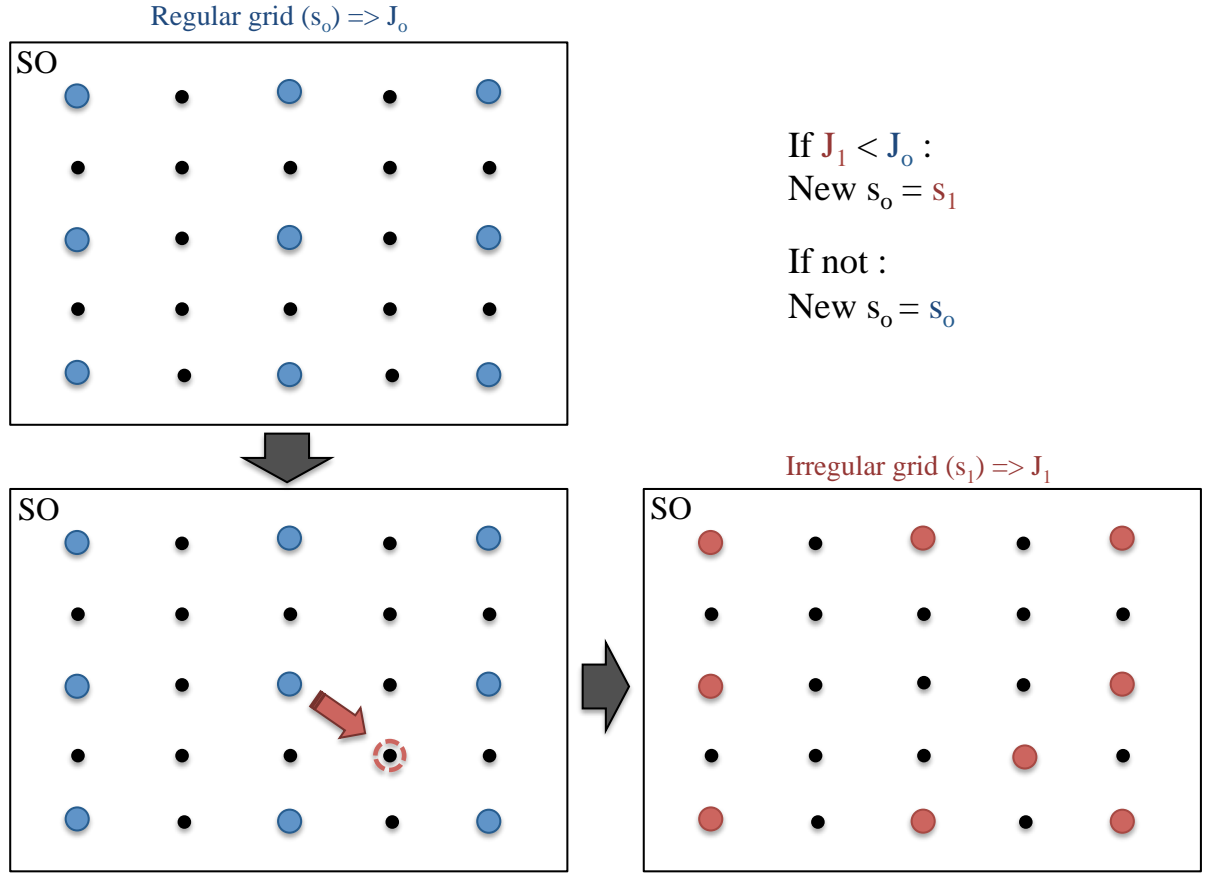 Regular grid (sₒ) => Jₒ
SO
If J₁ < Jₒ :
New sₒ = s₁
If not :
New sₒ = sₒ
SO
Irregular grid (s₁) => J₁
SO